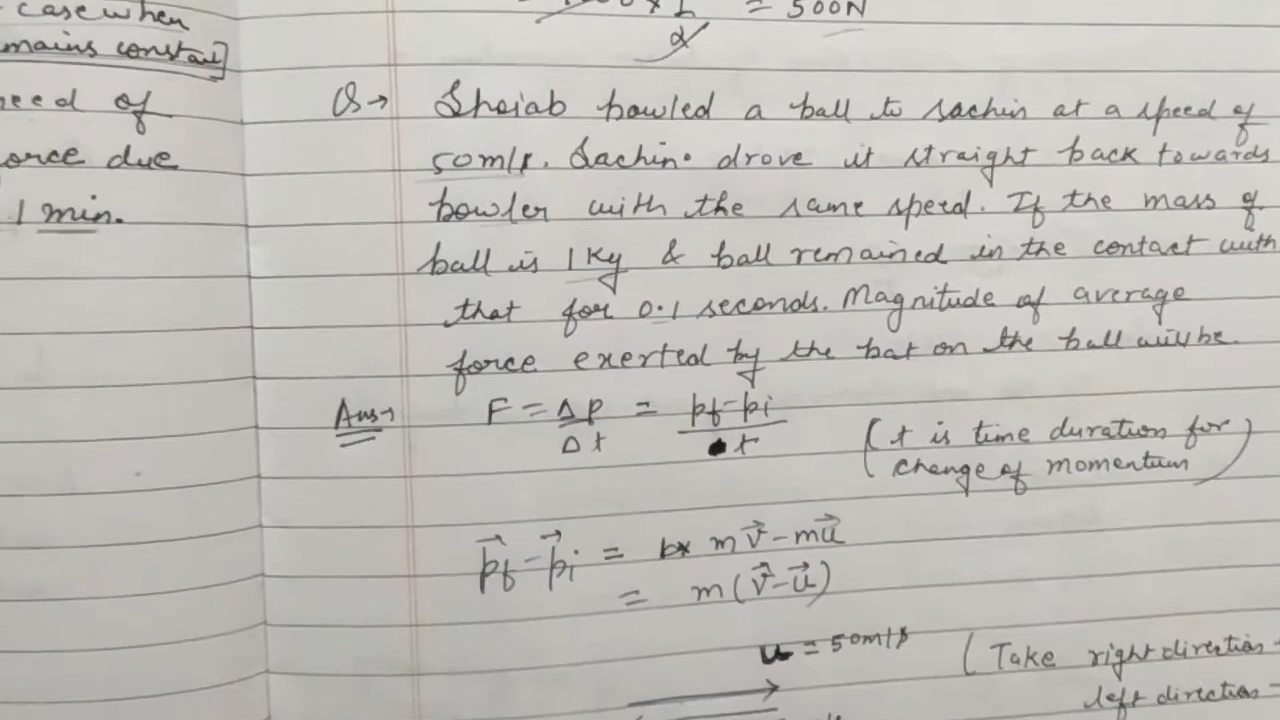 case when
mains constant]
need of
orce due
1 min.
= 500N
Q→ Shoiab bowled a ball to sachin at a speed of
50m/s. Sachin drove it straight back towards
bowler with the same speed. If the mass of
ball is 1Kg & ball remained in the contact with
that for 0.1 seconds. Magnitude of average
force exerted by the bat on the ball will be.
Ans→ F = Δp/Δt = pf-pi/t
(t is time duration for
change of momentum)
p⃗f - p⃗i = mv⃗ - mu⃗
= m(v⃗-u⃗)
u = 50m/s
(Take right direction
left direction -